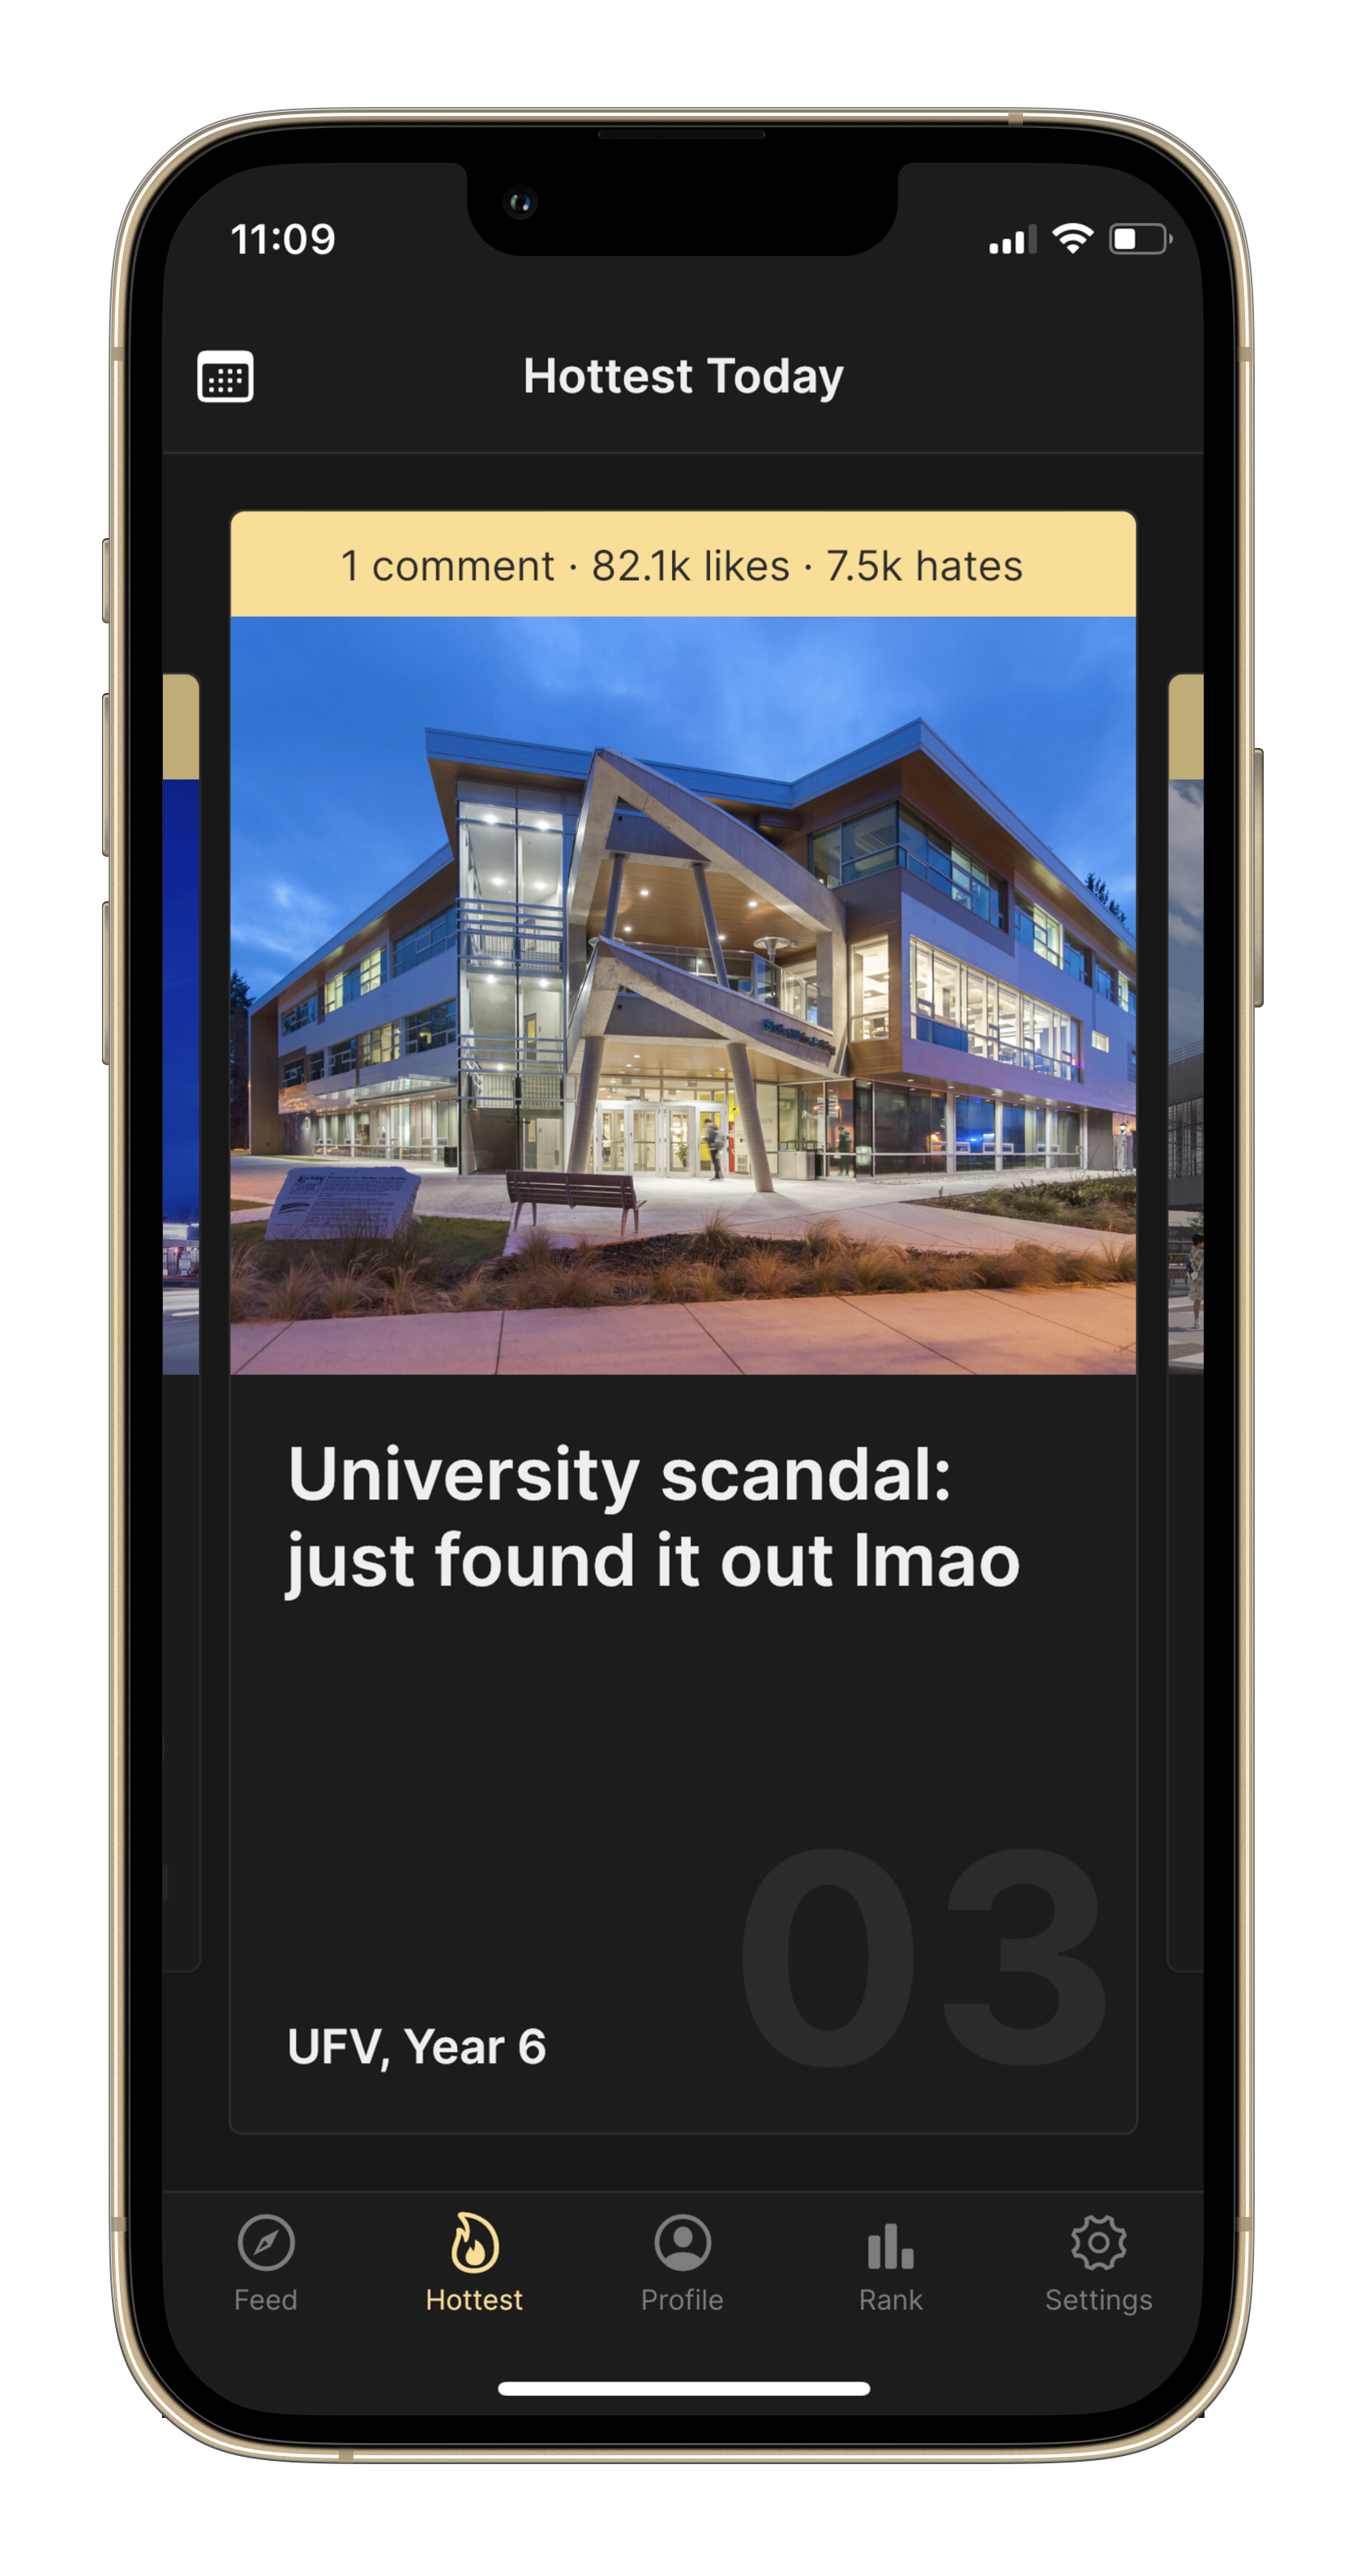 11:09
Hottest Today
1 comment · 82.1k likes · 7.5k hates
University scandal:
just found it out lmao
03
UFV, Year 6
Feed
Hottest
Profile
Rank
Settings